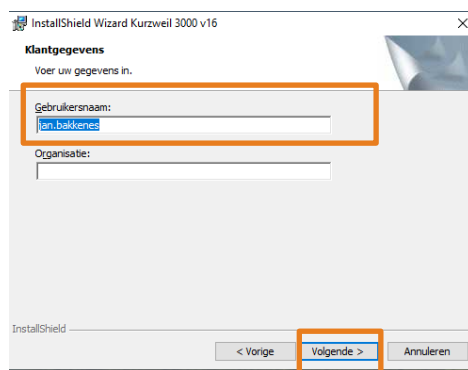 InstallShield Wizard Kurzweil 3000 v16
Klantgegevens
Voer uw gegevens in.
Gebruikersnaam:
jan.bakkenes
Organisatie:
InstallShield
< Vorige Volgende > Annuleren